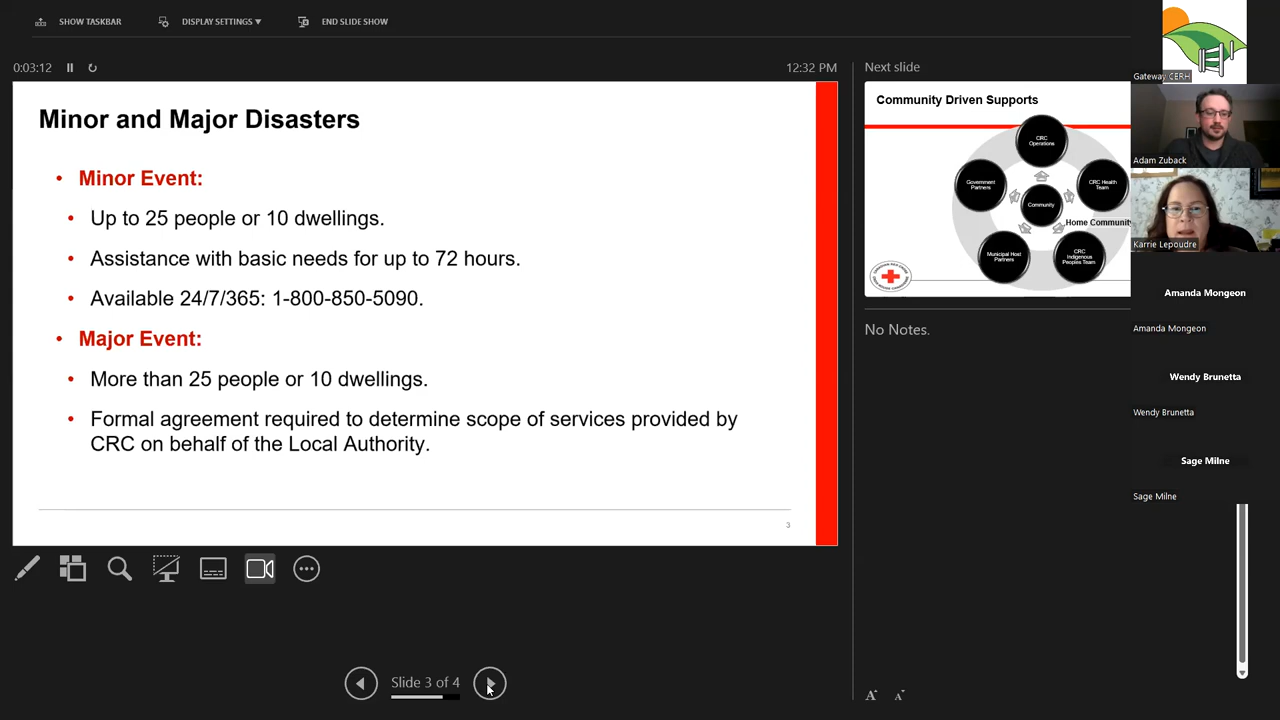 SHOW TASKBAR
DISPLAY SETTINGS ▼
END SLIDE SHOW
0:03:12
12:32 PM
Minor and Major Disasters
• Minor Event:
• Up to 25 people or 10 dwellings.
• Assistance with basic needs for up to 72 hours.
• Available 24/7/365: 1-800-850-5090.
• Major Event:
• More than 25 people or 10 dwellings.
• Formal agreement required to determine scope of services provided by
CRC on behalf of the Local Authority.
3
Slide 3 of 4
Next slide
Community Driven Supports
CRC
Operations
Government
Partners
CRC Health
Team
Community
Home Community
Municipal Host
Partners
CRC
Indigenous
Peoples Team
No Notes.
A
A
Gateway CERH
Adam Zuback
Karrie Lepoudre
Amanda Mongeon
Amanda Mongeon
Wendy Brunetta
Wendy Brunetta
Sage Milne
Sage Milne